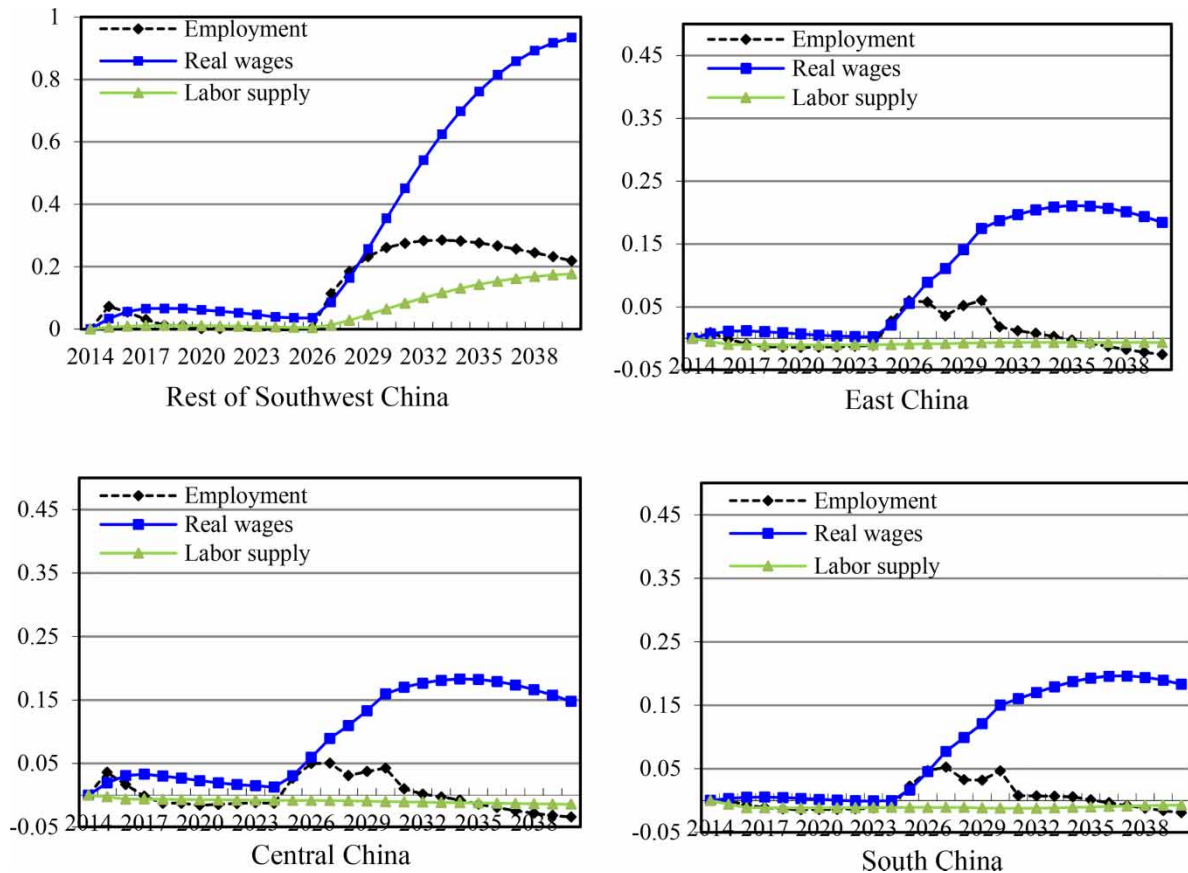 1
0.8
0.6
0.4
0.2
0
Employment
Real wages
Labor supply
2014 2017 2020 2023 2026 2029 2032 2035 2038
Rest of Southwest China
0.45
0.35
0.25
0.15
0.05
-0.05
Employment
Real wages
Labor supply
2014 2017 2020 2023 2026 2029 2032 2035 2038
East China
0.45
0.35
0.25
0.15
0.05
-0.05
Employment
Real wages
Labor supply
2014 2017 2020 2023 2026 2029 2032 2035 2038
Central China
0.45
0.35
0.25
0.15
0.05
-0.05
Employment
Real wages
Labor supply
2014 2017 2020 2023 2026 2029 2032 2035 2038
South China